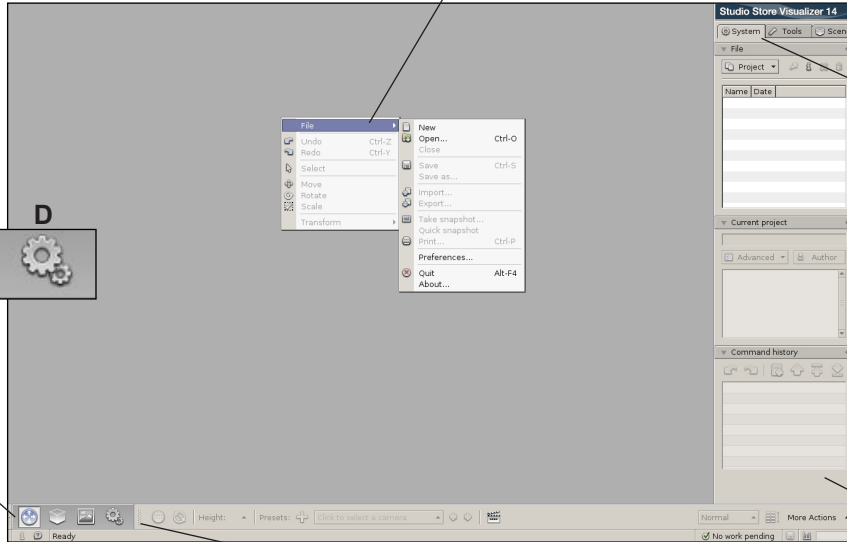 Studio Store Visualizer 14
System Tools Scen
File
Project
Name Date
File
Undo Ctrl-Z
Redo Ctrl-Y
Select
Move
Rotate
Scale
Transform
New
Open... Ctrl-O
Close
Save Ctrl-S
Save as...
Import...
Export...
Take snapshot...
Quick snapshot
Print... Ctrl-P
Preferences...
Quit Alt-F4
About...
D
Current project
Advanced Author
Command history
Height: Presets: Click to select a camera Normal More Actions
Ready No work pending